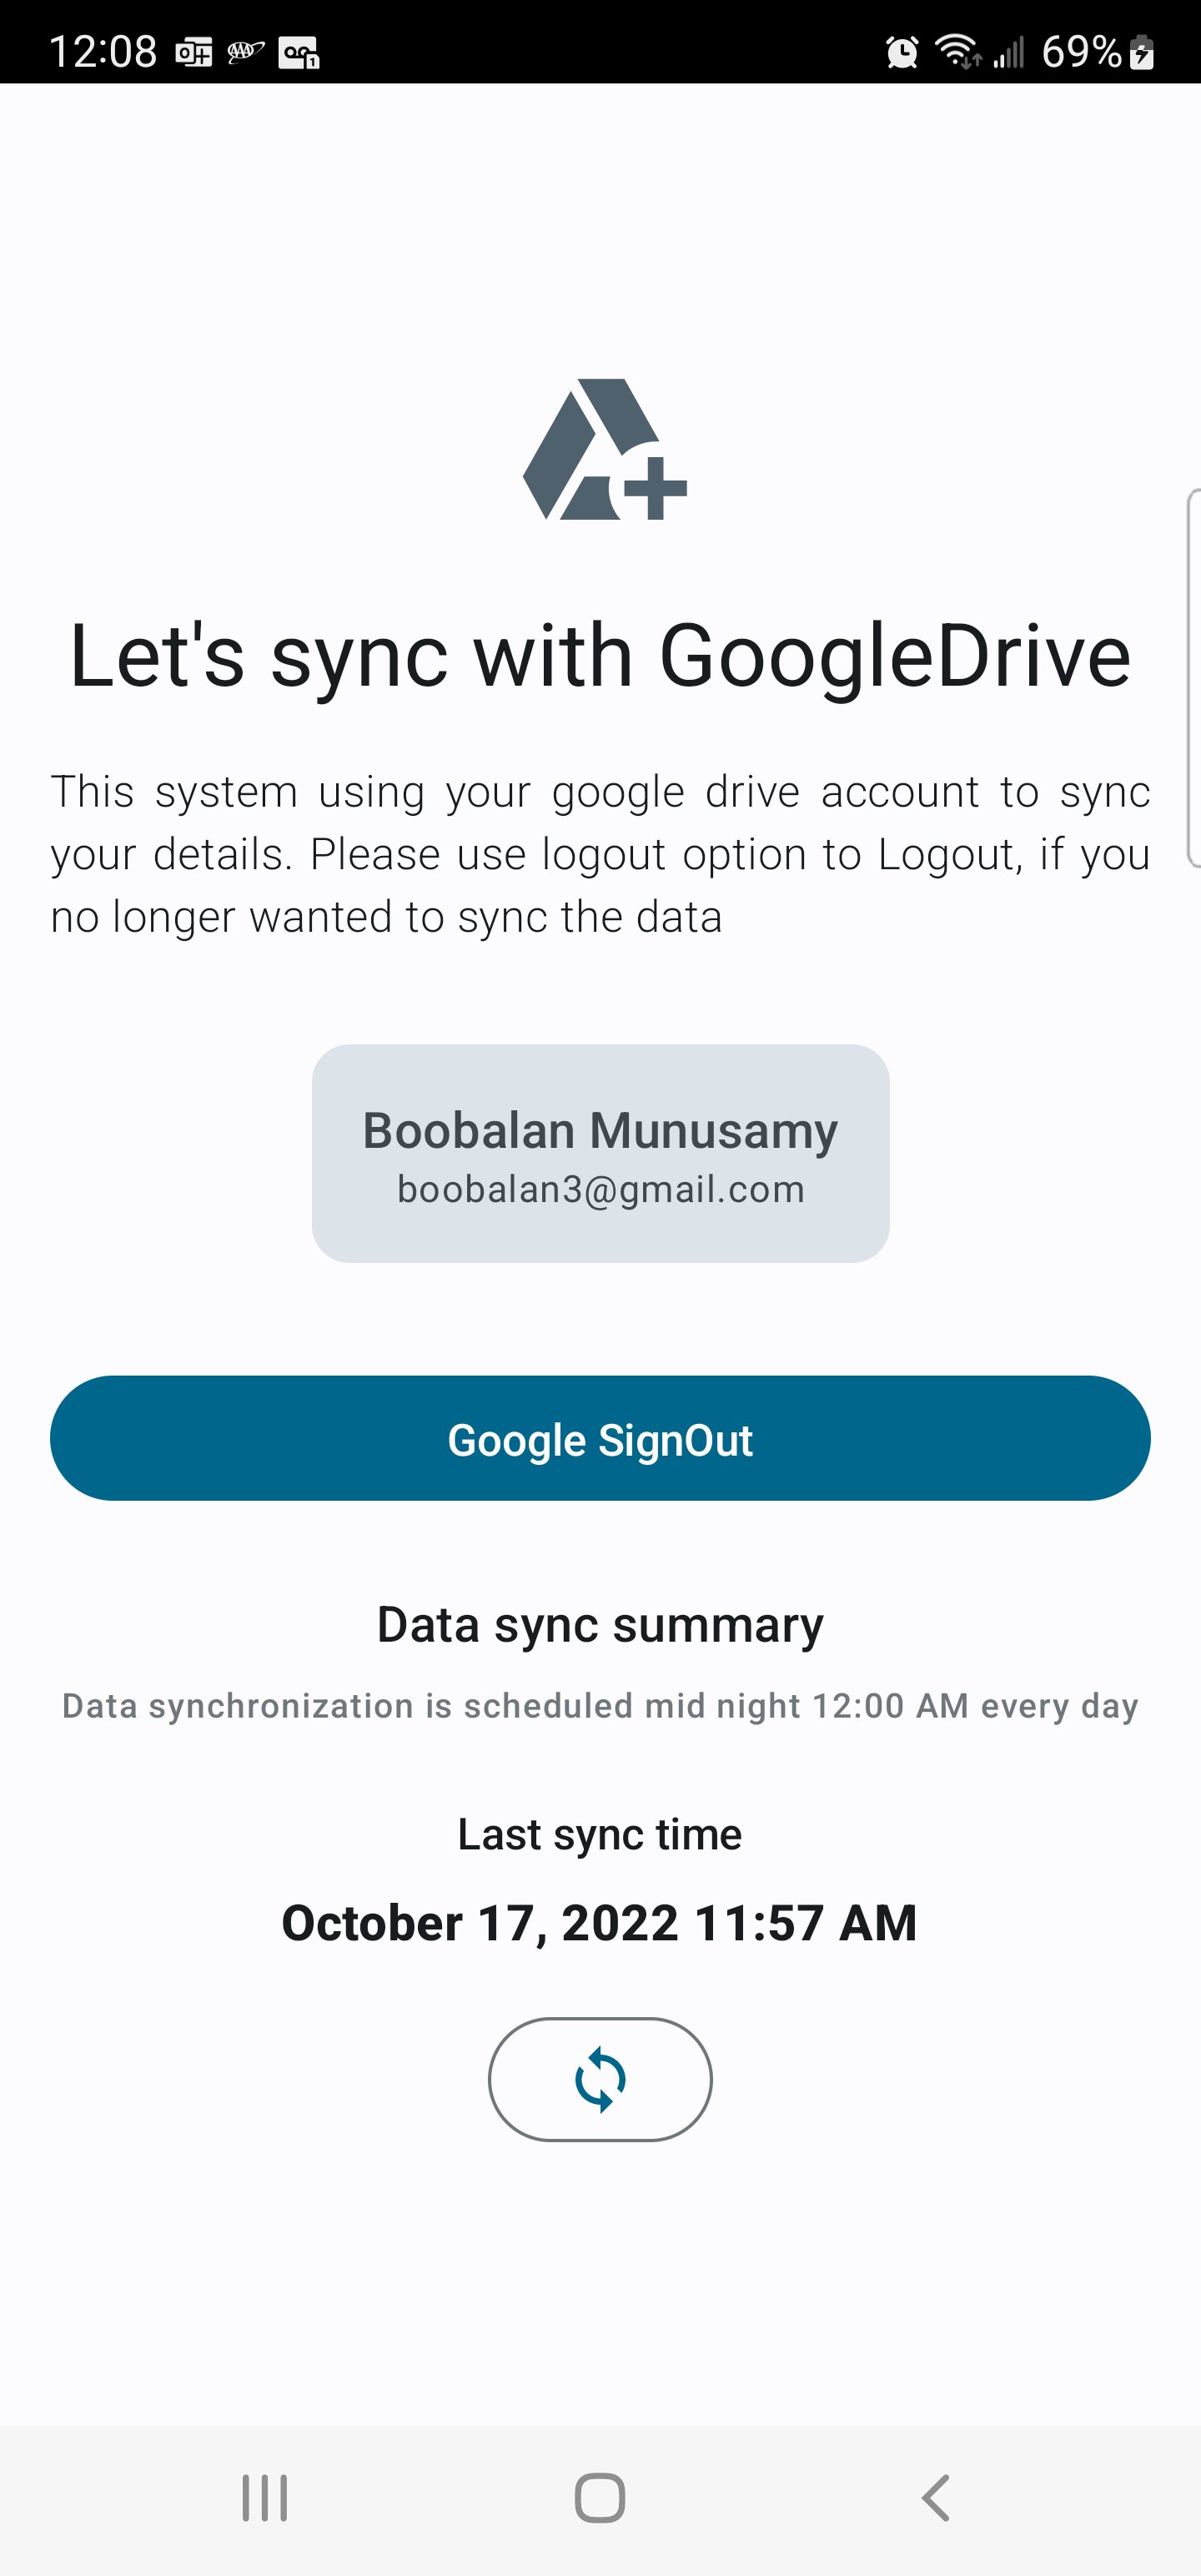 12:08 69%
Let's sync with GoogleDrive
This system using your google drive account to sync
your details. Please use logout option to Logout, if you
no longer wanted to sync the data
Boobalan Munusamy
boobalan3@gmail.com
Google SignOut
Data sync summary
Data synchronization is scheduled mid night 12:00 AM every day
Last sync time
October 17, 2022 11:57 AM